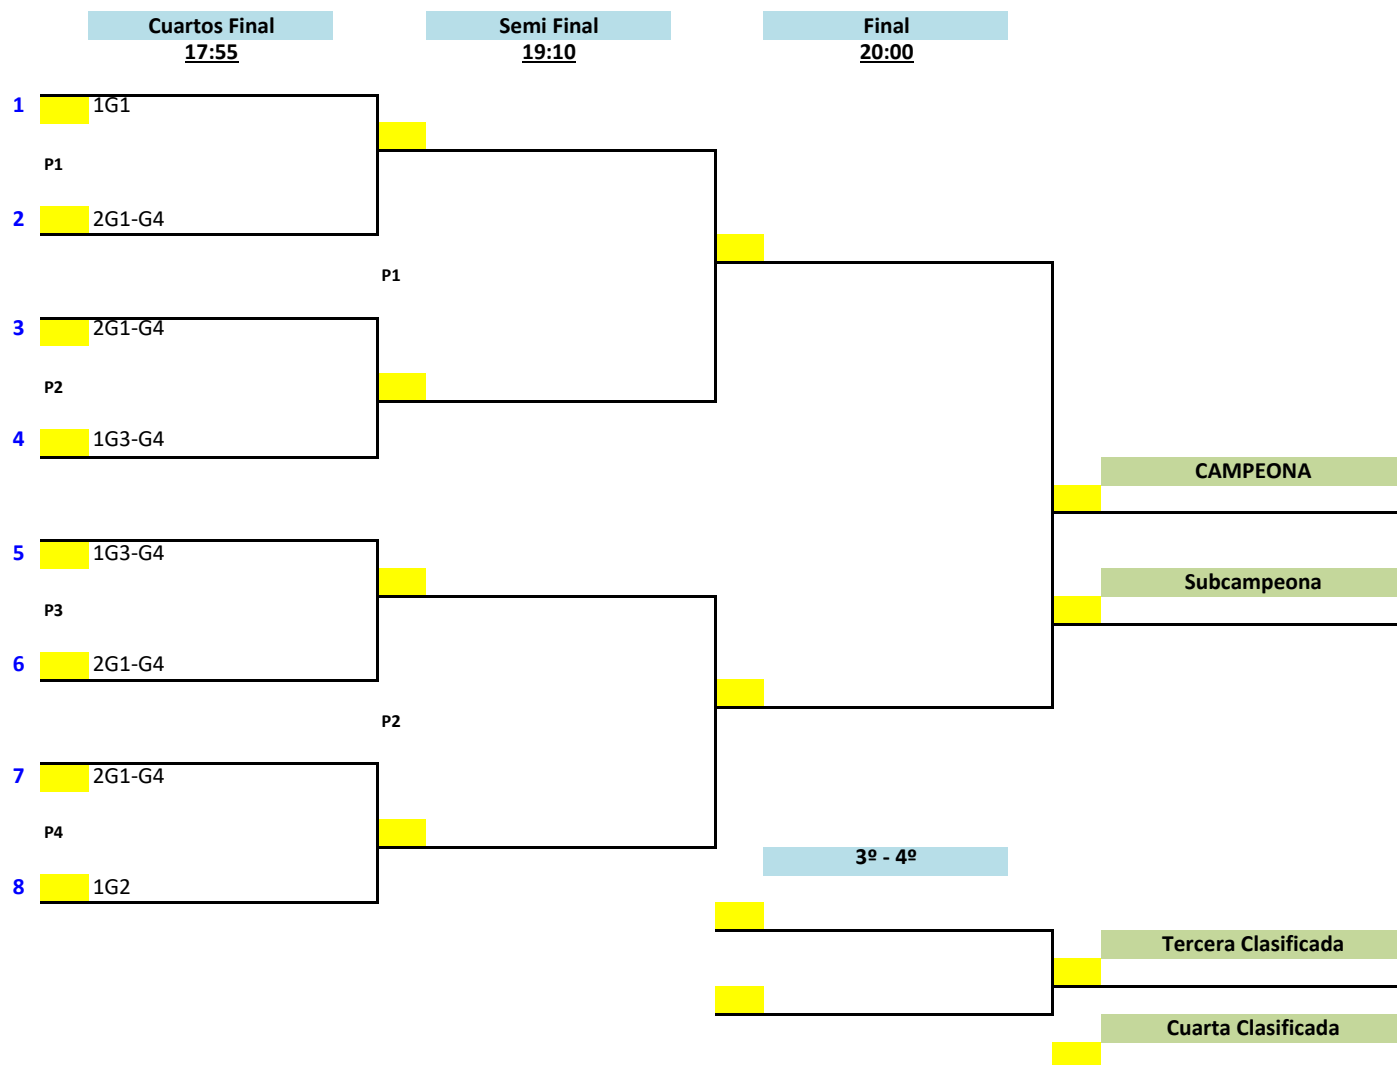 Cuartos Final
17:55
Semi Final
19:10
Final
20:00
1 1G1
P1
2 2G1-G4
P1
3 2G1-G4
P2
4 1G3-G4
CAMPEONA
5 1G3-G4
Subcampeona
P3
6 2G1-G4
P2
7 2G1-G4
P4
3º - 4º
8 1G2
Tercera Clasificada
Cuarta Clasificada